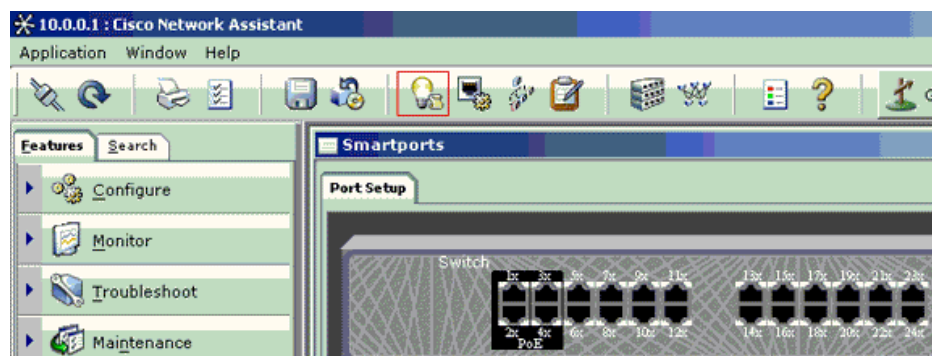 10.0.0.1 : Cisco Network Assistant
Application Window Help
Features Search
Smartports
Configure
Port Setup
Monitor
Switch
1x 3x 5x 7x 9x 11x 13x 15x 17x 19x 21x 23x
Troubleshoot
2x 4x 6x 8x 10x 12x 14x 16x 18x 20x 22x 24x
PoE
Maintenance